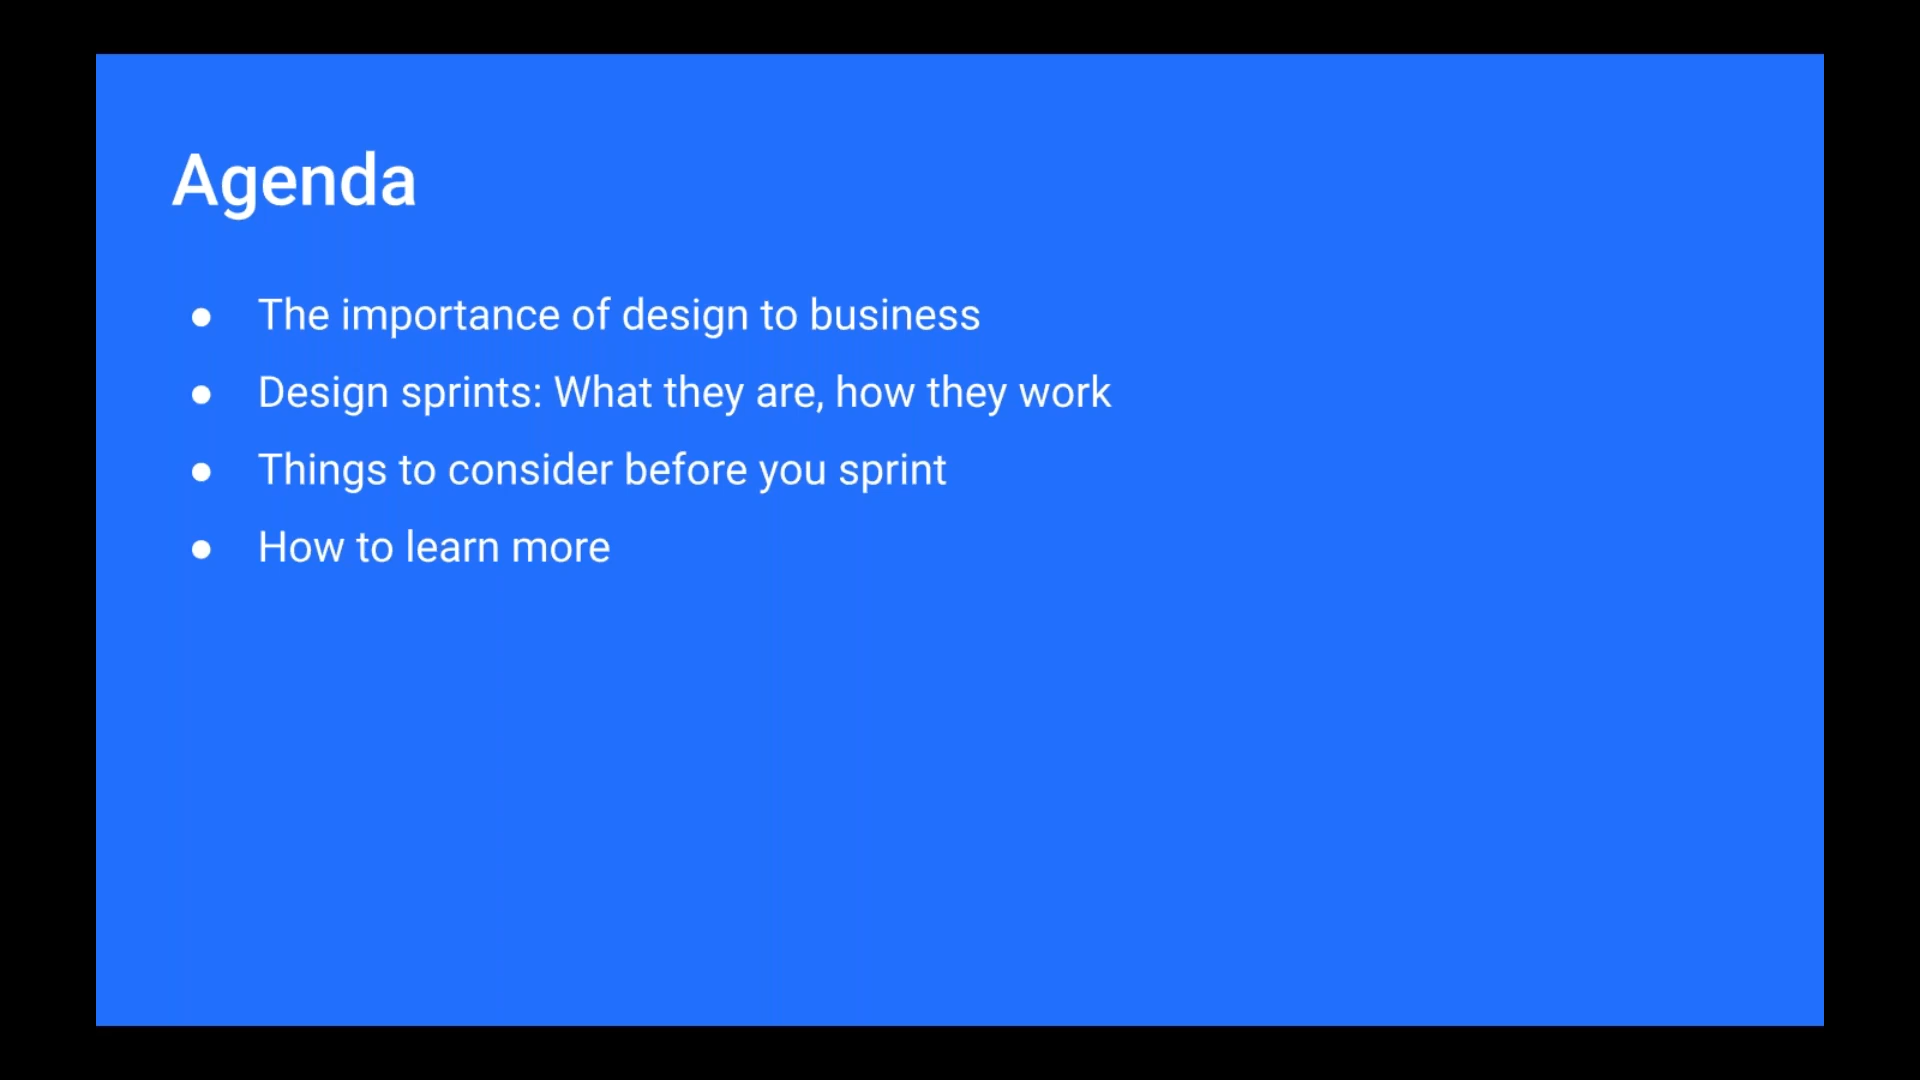 Agenda
● The importance of design to business
● Design sprints: What they are, how they work
● Things to consider before you sprint
● How to learn more